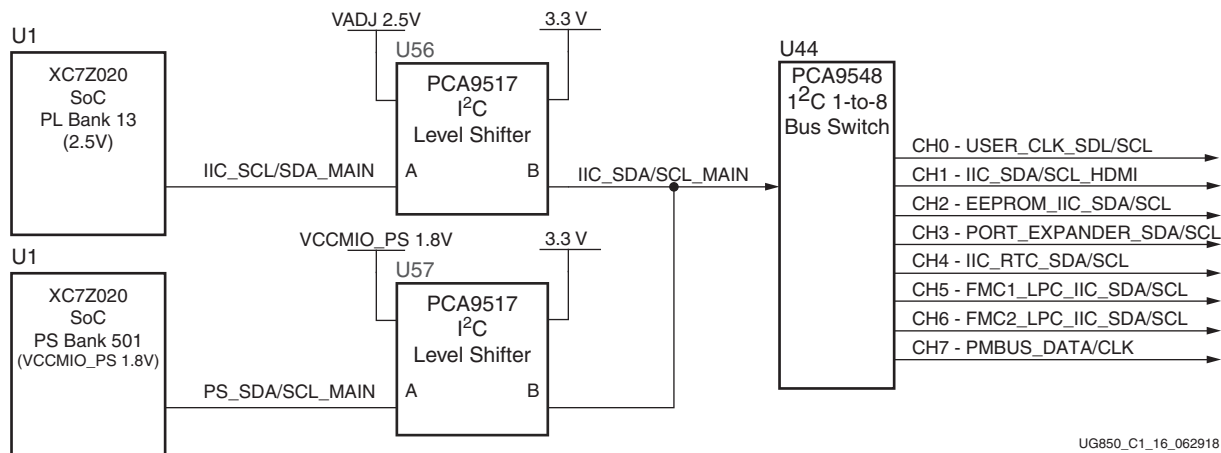 U1
XC7Z020
SoC
PL Bank 13
(2.5V)
IIC_SCL/SDA_MAIN
VADJ 2.5V
3.3 V
U56
PCA9517
I2C
Level Shifter
A
B
IIC_SDA/SCL_MAIN
U1
XC7Z020
SoC
PS Bank 501
(VCCMIO_PS 1.8V)
PS_SDA/SCL_MAIN
VCCMIO_PS 1.8V
3.3 V
U57
PCA9517
I2C
Level Shifter
A
B
U44
PCA9548
12C 1-to-8
Bus Switch
CH0 - USER_CLK_SDL/SCL
CH1 - IIC_SDA/SCL_HDMI
CH2 - EEPROM_IIC_SDA/SCL
CH3 - PORT_EXPANDER_SDA/SCL
CH4 - IIC_RTC_SDA/SCL
CH5 - FMC1_LPC_IIC_SDA/SCL
CH6 - FMC2_LPC_IIC_SDA/SCL
CH7 - PMBUS_DATA/CLK
UG850_C1_16_062918